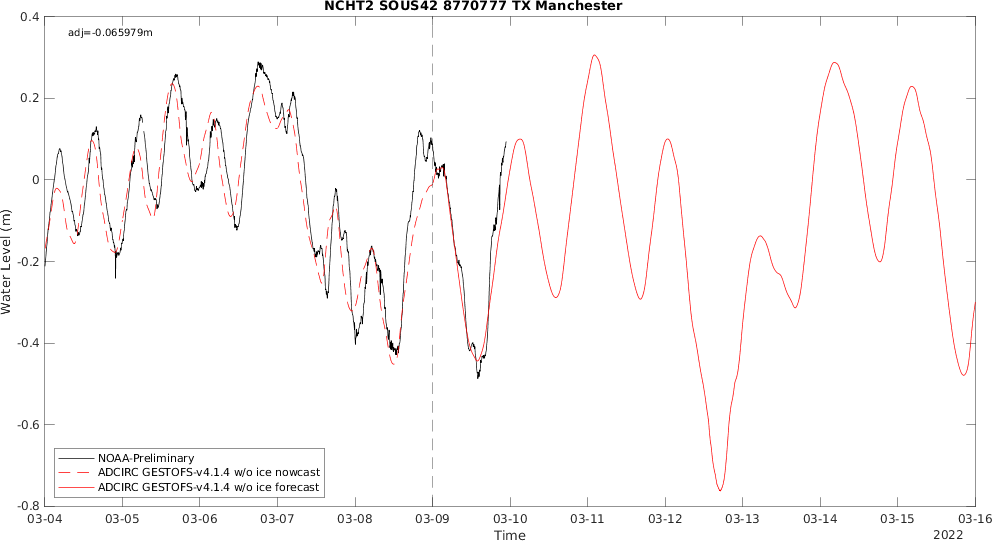 NCHT2 SOUS42 8770777 TX Manchester
adj=-0.065979m
0.4
0.2
0
-0.2
-0.4
-0.6
-0.8
Water Level (m)
NOAA-Preliminary
ADCIRC GESTOFS-v4.1.4 w/o ice nowcast
ADCIRC GESTOFS-v4.1.4 w/o ice forecast
03-04 03-05 03-06 03-07 03-08 03-09 03-10 03-11 03-12 03-13 03-14 03-15 03-16
Time
2022